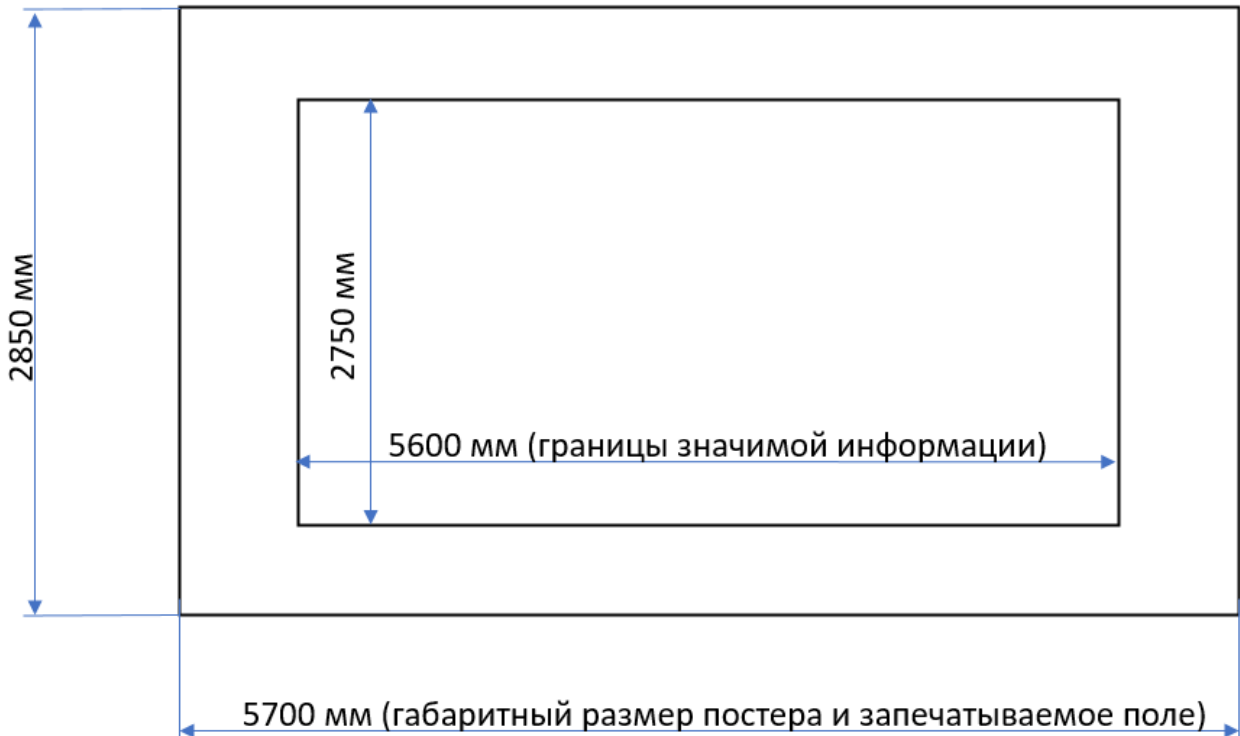 2850 мм
2750 мм
5600 мм (границы значимой информации)
5700 мм (габаритный размер постера и запечатываемое поле)